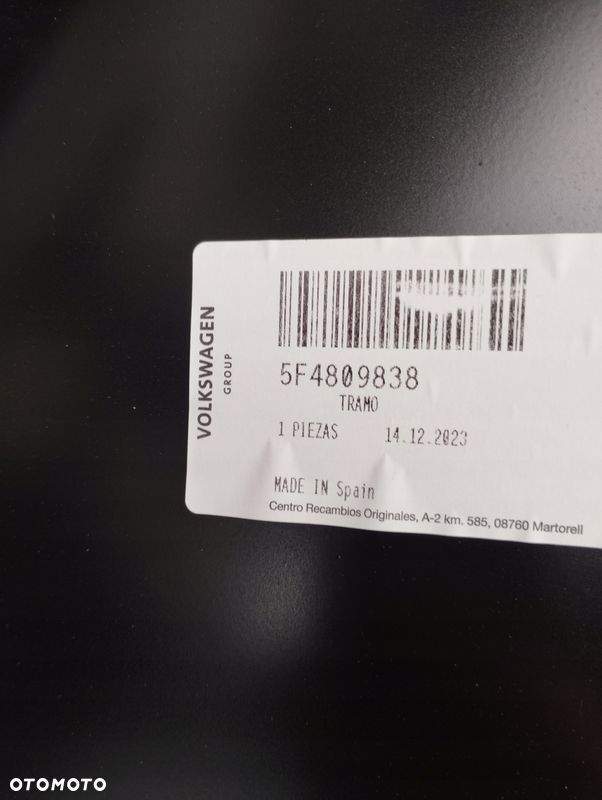 VOLKSWAGEN
GROUP
5F4809838
TRAMO
1 PIEZAS 14.12.2023
MADE IN Spain
Centro Recambios Originales, A-2 km. 585, 08760 Martorell
OTOMOTO